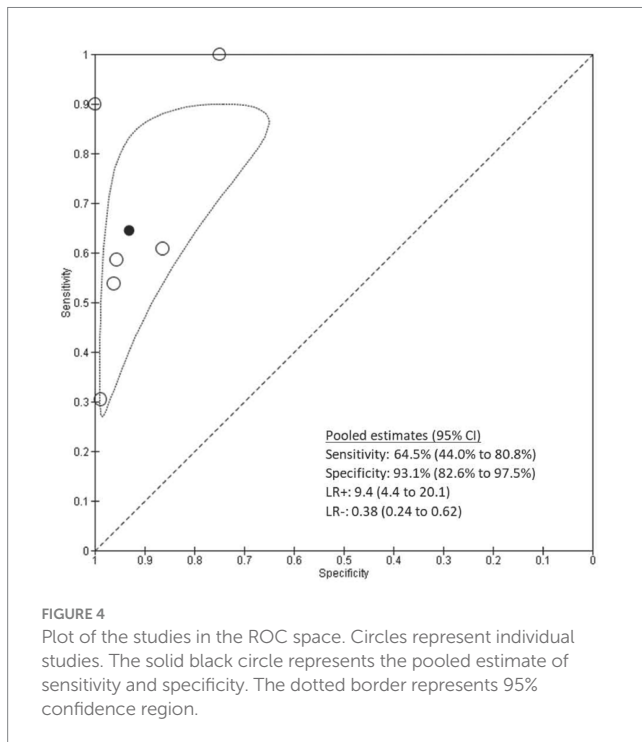 1
0.9
0.8
0.7
0.6
0.5
0.4
0.3
0.2
0.1
0
Sensitivity
Pooled estimates (95% CI)
Sensitivity: 64.5% (44.0% to 80.8%)
Specificity: 93.1% (82.6% to 97.5%)
LR+: 9.4 (4.4 to 20.1)
LR-: 0.38 (0.24 to 0.62)
1 0.9 0.8 0.7 0.6 0.5 0.4 0.3 0.2 0.1 0
Specificity
FIGURE 4
Plot of the studies in the ROC space. Circles represent individual
studies. The solid black circle represents the pooled estimate of
sensitivity and specificity. The dotted border represents 95%
confidence region.